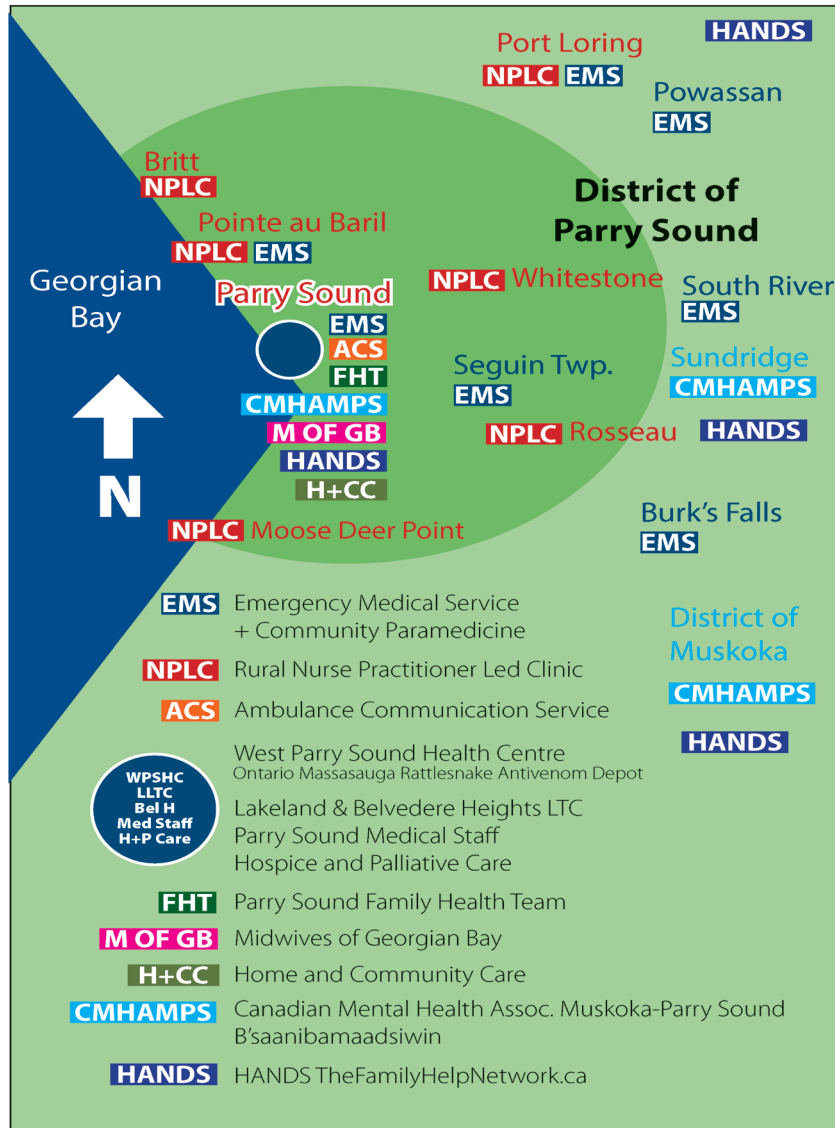 HANDS
Port Loring
NPLC EMS
Powassan
EMS
Britt
NPLC
District of
Parry Sound
Pointe au Baril
NPLC EMS
Georgian
Bay
NPLC Whitestone
Parry Sound
South River
EMS
EMS
ACS
FHT
CMHAMPS
M OF GB
HANDS
H+CC
Seguin Twp.
EMS
Sundridge
CMHAMPS
NPLC Rosseau
HANDS
N
NPLC Moose Deer Point
Burk's Falls
EMS
EMS Emergency Medical Service
+ Community Paramedicine
NPLC Rural Nurse Practitioner Led Clinic
ACS Ambulance Communication Service
District of
Muskoka
CMHAMPS
HANDS
WPSHC
LLTC
Bel H
Med Staff
H+P Care
West Parry Sound Health Centre
Ontario Massasauga Rattlesnake Antivenom Depot
Lakeland & Belvedere Heights LTC
Parry Sound Medical Staff
Hospice and Palliative Care
FHT Parry Sound Family Health Team
M OF GB Midwives of Georgian Bay
H+CC Home and Community Care
CMHAMPS Canadian Mental Health Assoc. Muskoka-Parry Sound
B'saanibamaadsiwin
HANDS HANDS TheFamilyHelpNetwork.ca